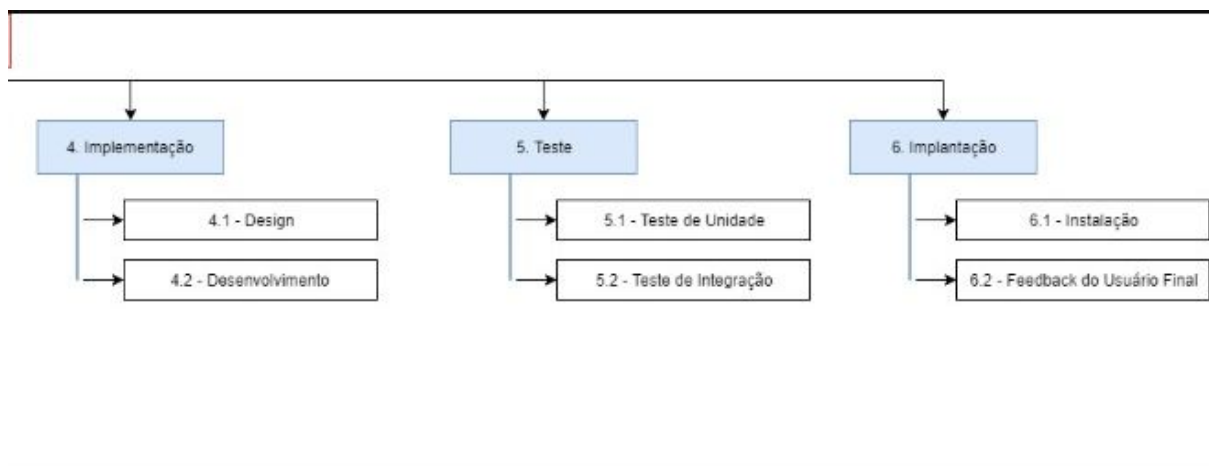 4. Implementação
5. Teste
6. Implantação
4.1 - Design
5.1 - Teste de Unidade
6.1 - Instalação
4.2 - Desenvolvimento
5.2 - Teste de Integração
6.2 - Feedback do Usuário Final